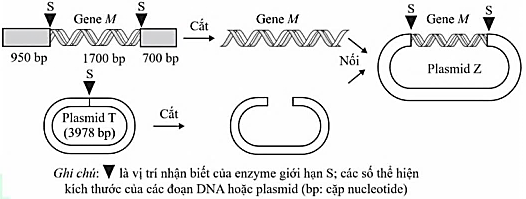 S S
Gene M
Cắt
Gene M
950 bp 1700 bp 700 bp
S
Plasmid T
(3978 bp)
Cắt
Nối
S S
Gene M
Plasmid Z
Ghi chú: ▼ là vị trí nhận biết của enzyme giới hạn S; các số thể hiện
kích thước của các đoạn DNA hoặc plasmid (bp: cặp nucleotide)